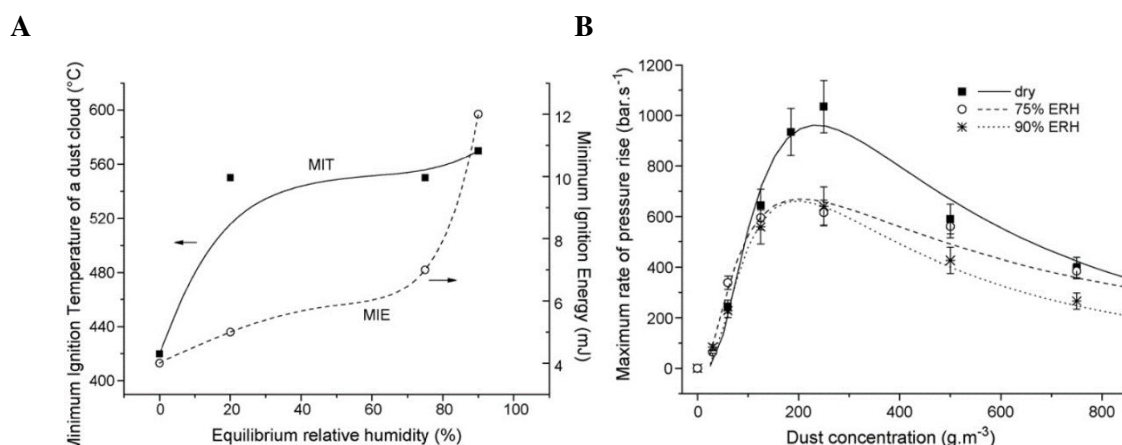 A
B
Minimum Ignition Temperature of a dust cloud (°C)
600
560
520
480
440
400
MIT
MIE
12
10
8
6
4
Minimum Ignition Energy (mJ)
0
20
40
60
80
100
Equilibrium relative humidity (%)
Maximum rate of pressure rise (bar.s⁻¹)
1200
1000
800
600
400
200
0
dry
75% ERH
90% ERH
0
200
400
600
800
Dust concentration (g.m⁻³)